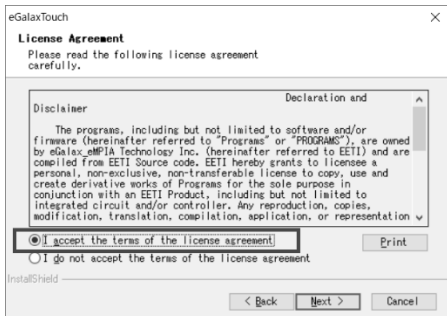 eGalaxTouch
License Agreement
Please read the following license agreement
carefully.
Declaration and
Disclaimer
The programs, including but not limited to software and/or
firmware (hereinafter referred to "Programs" or "PROGRAMS"), are owned
by eGalax_eMPIA Technology Inc. (hereinafter referred to EETI) and are
compiled from EETI Source code. EETI hereby grants to licensee a
personal, non-exclusive, non-transferable license to copy, use and
create derivative works of Programs for the sole purpose in
conjunction with an EETI Product, including but not limited to
integrated circuit and/or controller. Any reproduction, copies,
modification, translation, compilation, application, or representation
I accept the terms of the license agreement
Print
I do not accept the terms of the license agreement
InstallShield
< Back Next > Cancel